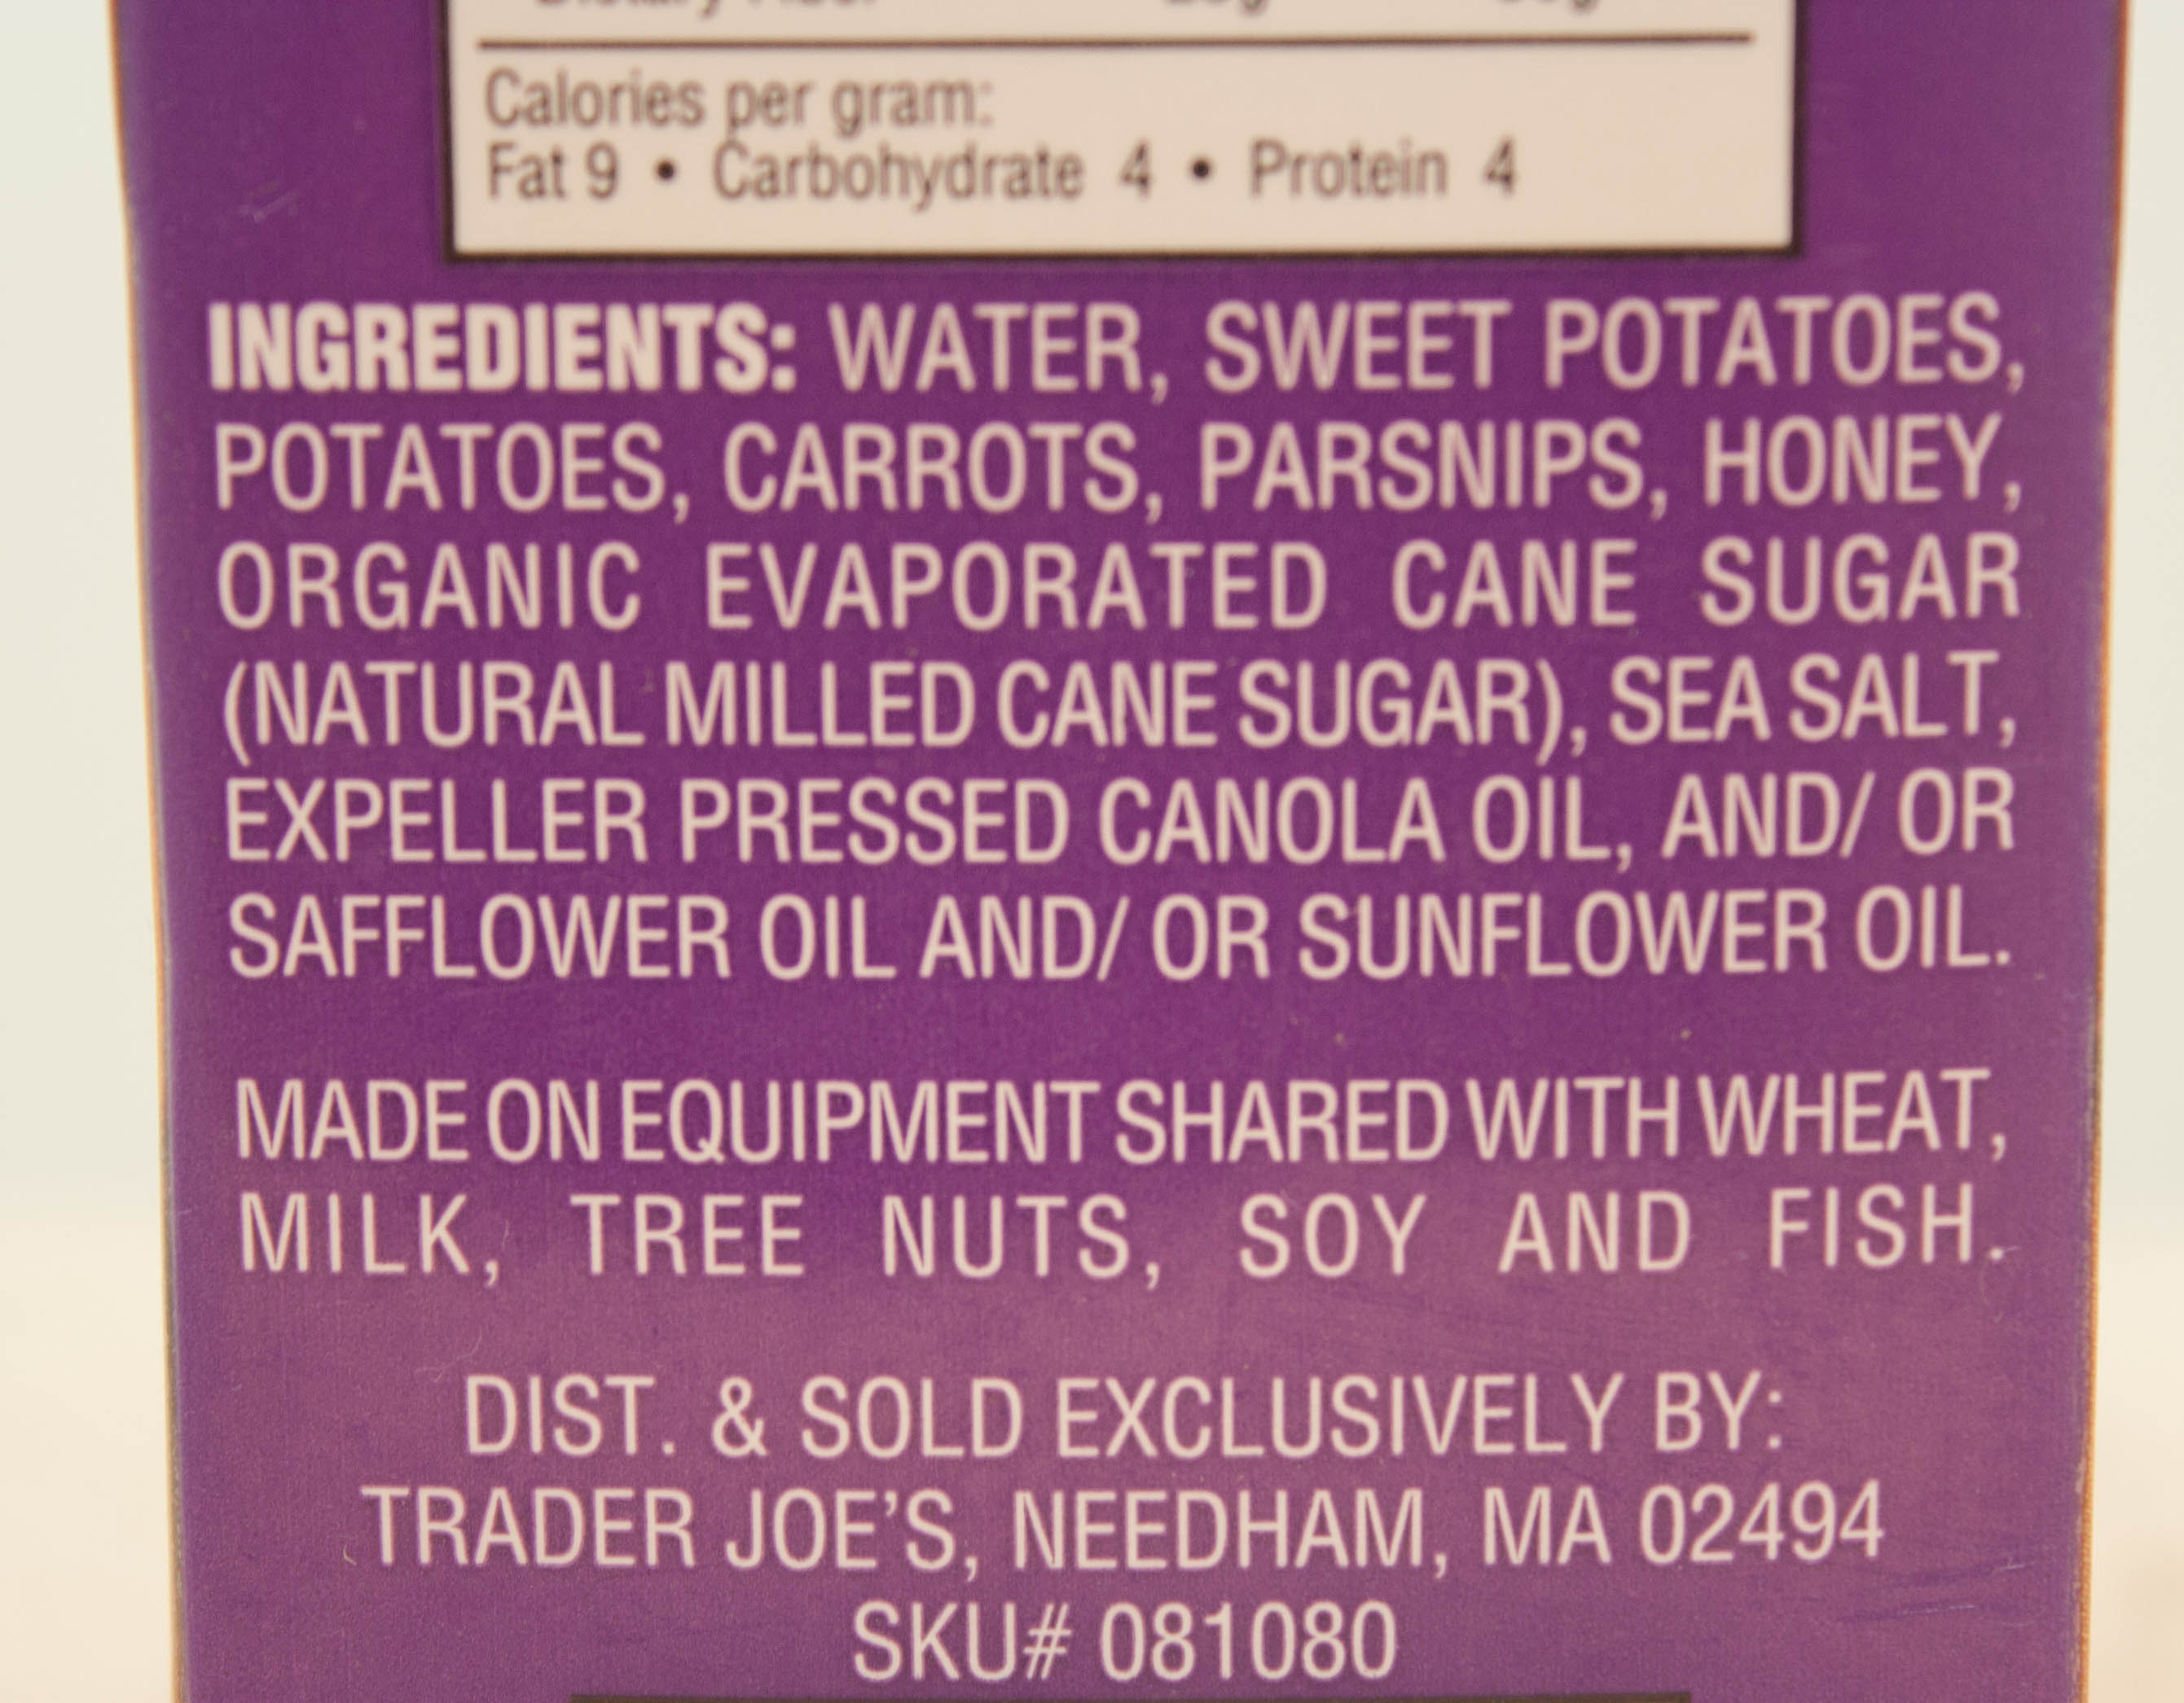 Calories per gram:
Fat 9 • Carbohydrate 4 • Protein 4
INGREDIENTS: WATER, SWEET POTATOES,
POTATOES, CARROTS, PARSNIPS, HONEY,
ORGANIC EVAPORATED CANE SUGAR
(NATURAL MILLED CANE SUGAR), SEA SALT,
EXPELLER PRESSED CANOLA OIL, AND/ OR
SAFFLOWER OIL AND/ OR SUNFLOWER OIL.
MADE ON EQUIPMENT SHARED WITH WHEAT,
MILK, TREE NUTS, SOY AND FISH.
DIST. & SOLD EXCLUSIVELY BY:
TRADER JOE'S, NEEDHAM, MA 02494
SKU# 081080